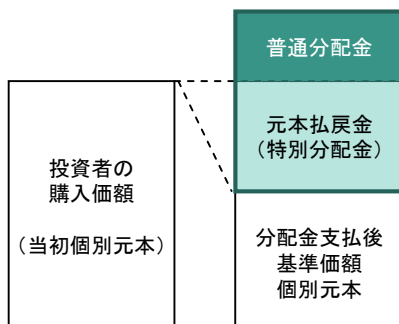 普通分配金
元本払戻金
（特別分配金）
投資者の
購入価額
（当初個別元本）
分配金支払後
基準価額
個別元本